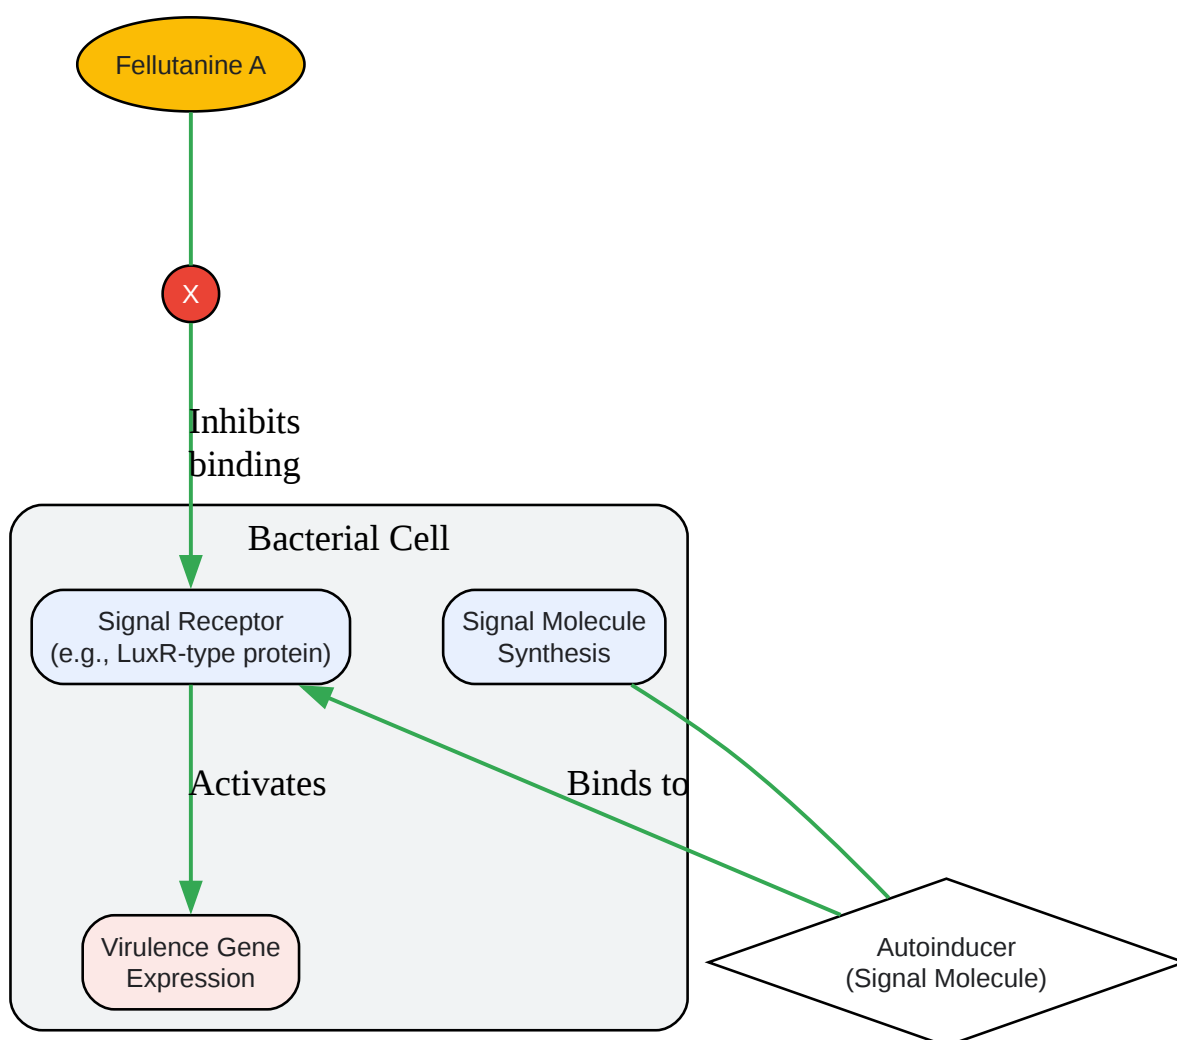 Fellutanine A
X
Inhibits
binding
Bacterial Cell
Signal Receptor
(e.g., LuxR-type protein)
Signal Molecule
Synthesis
Activates
Binds to
Virulence Gene
Expression
Autoinducer
(Signal Molecule)